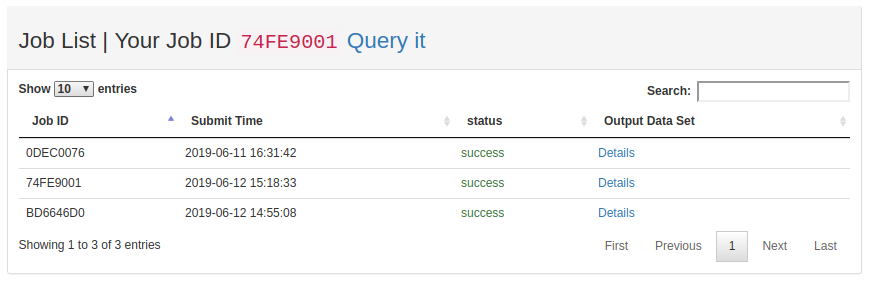 Job List | Your Job ID 74FE9001 Query it
Show 10 entries Search:
Job ID Submit Time status Output Data Set
0DEC0076 2019-06-11 16:31:42 success Details
74FE9001 2019-06-12 15:18:33 success Details
BD6646D0 2019-06-12 14:55:08 success Details
Showing 1 to 3 of 3 entries First Previous 1 Next Last